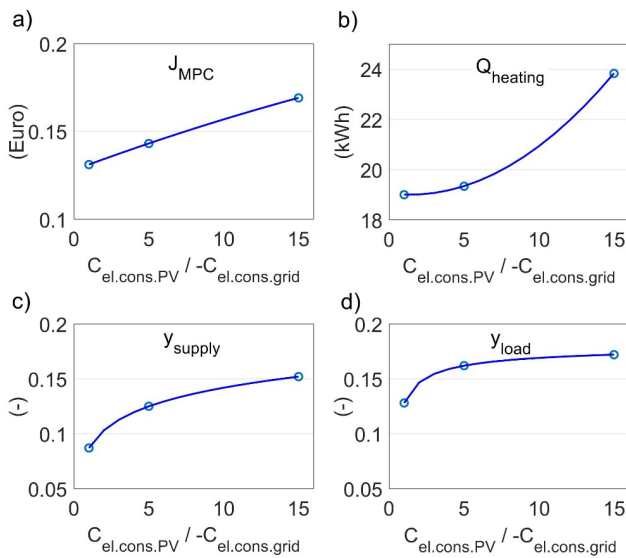 a)
J_MPC
(Euro)
0.2
0.15
0.1
0 5 10 15
C_el.cons.PV / -C_el.cons.grid
b)
Q_heating
(kWh)
24
22
20
18
0 5 10 15
C_el.cons.PV / -C_el.cons.grid
c)
y_supply
(-)
0.2
0.15
0.1
0.05
0 5 10 15
C_el.cons.PV / -C_el.cons.grid
d)
y_load
(-)
0.2
0.15
0.1
0.05
0 5 10 15
C_el.cons.PV / -C_el.cons.grid